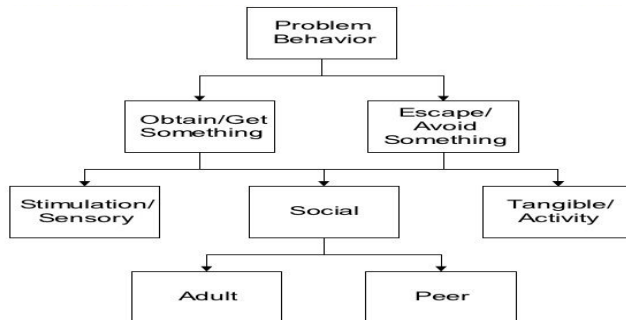 Problem
Behavior
Obtain/Get
Something
Escape/
Avoid
Something
Stimulation/
Sensory
Social
Tangible/
Activity
Adult
Peer